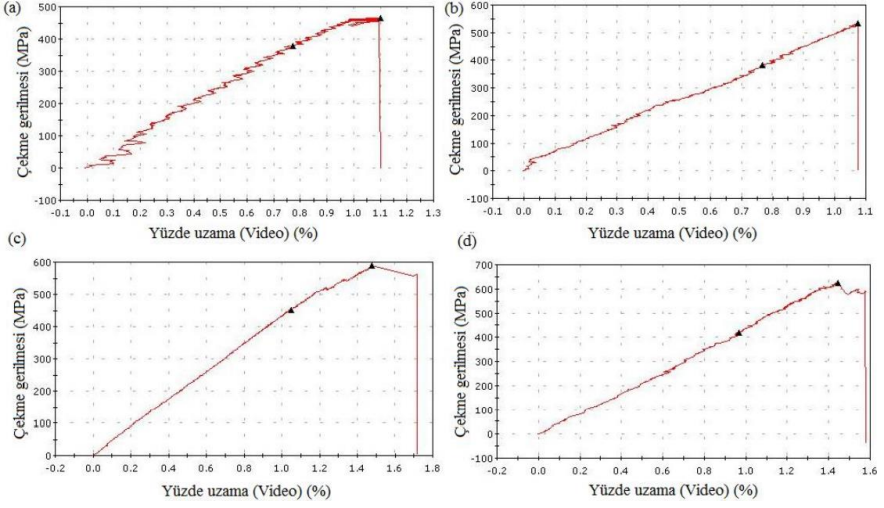 (a)
Çekme gerilmesi (MPa)
500
400
300
200
100
0
-100
-0.1 0.0 0.1 0.2 0.3 0.4 0.5 0.6 0.7 0.8 0.9 1.0 1.1 1.2 1.3
Yüzde uzama (Video) (%)
(b)
Çekme gerilmesi (MPa)
600
500
400
300
200
100
0
-100
-0.1 0.0 0.1 0.2 0.3 0.4 0.5 0.6 0.7 0.8 0.9 1.0 1.1
Yüzde uzama (Video) (%)
(c)
Çekme gerilmesi (MPa)
600
500
400
300
200
100
0
-0.2 0.0 0.2 0.4 0.6 0.8 1.0 1.2 1.4 1.6 1.8
Yüzde uzama (Video) (%)
(d)
Çekme gerilmesi (MPa)
700
600
500
400
300
200
100
0
-100
-0.2 0.0 0.2 0.4 0.6 0.8 1.0 1.2 1.4 1.6
Yüzde uzama (Video) (%)